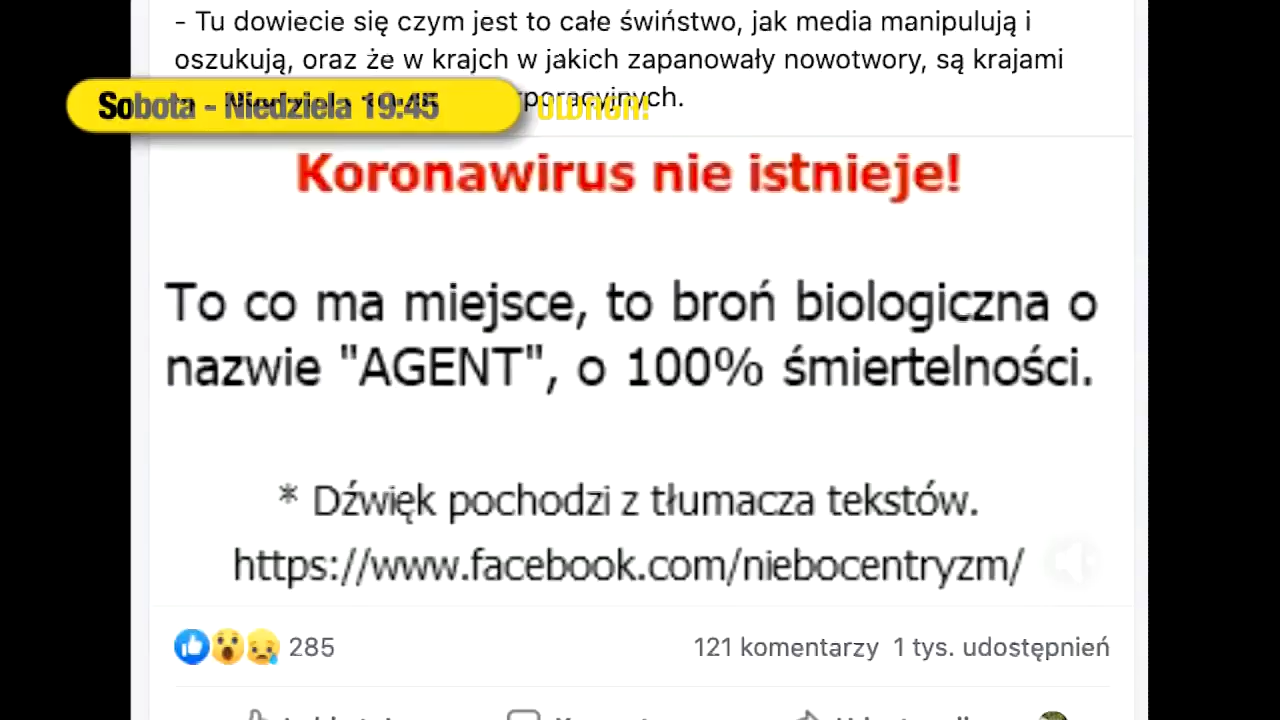 - Tu dowiecie się czym jest to całe świństwo, jak media manipulują i
oszukują, oraz że w krajch w jakich zapanowały nowotwory, są krajami
Sobota - Niedziela 19:45
Koronawirus nie istnieje!
To co ma miejsce, to broń biologiczna o
nazwie "AGENT", o 100% śmiertelności.
* Dźwięk pochodzi z tłumacza tekstów.
https://www.facebook.com/niebocentryzm/
285
121 komentarzy 1 tys. udostępnień